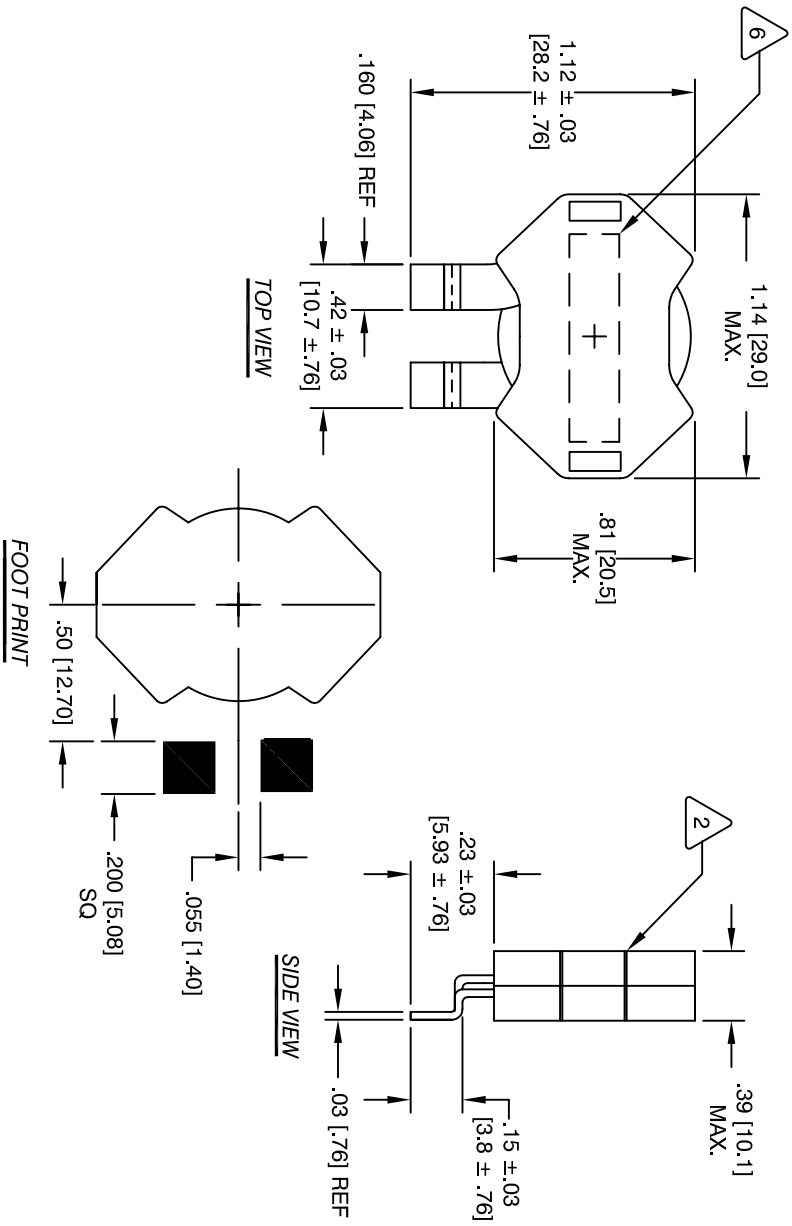 6
1.12 ± .03
[28.2 ± .76]
1.14 [29.0]
MAX.
.160 [4.06] REF
.42 ± .03
[10.7 ±.76]
.81 [20.5]
MAX.
TOP VIEW
FOOT PRINT
.50 [12.70]
.200 [5.08]
SQ
.055 [1.40]
2
.23 ±.03
[5.93 ± .76]
.39 [10.1]
MAX.
.15 ±.03
[3.8 ± .76]
.03 [.76] REF
SIDE VIEW